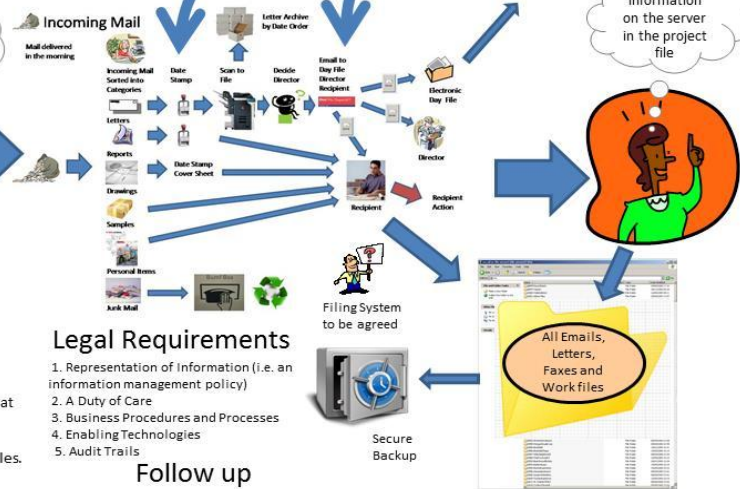 information
on the server
in the project
file
Incoming Mail
Letter Archive
by Date Order
Mail delivered
in the morning
Incoming Mail
Sorted into
Categories
Date
Stamp
Scan to
File
Decide
Director
Email to
Day File
Director
Recipient
Electronic
Day File
Letters
Director
Reports
Date Stamp
Cover Sheet
Drawings
Recipient
Recipient
Action
Samples
Personal Items
Junk Mail
Filing System
to be agreed
All Emails,
Letters,
Faxes and
Work files
Legal Requirements
1. Representation of Information (i.e. an
information management policy)
2. A Duty of Care
3. Business Procedures and Processes
4. Enabling Technologies
5. Audit Trails
at
les.
Secure
Backup
Follow up